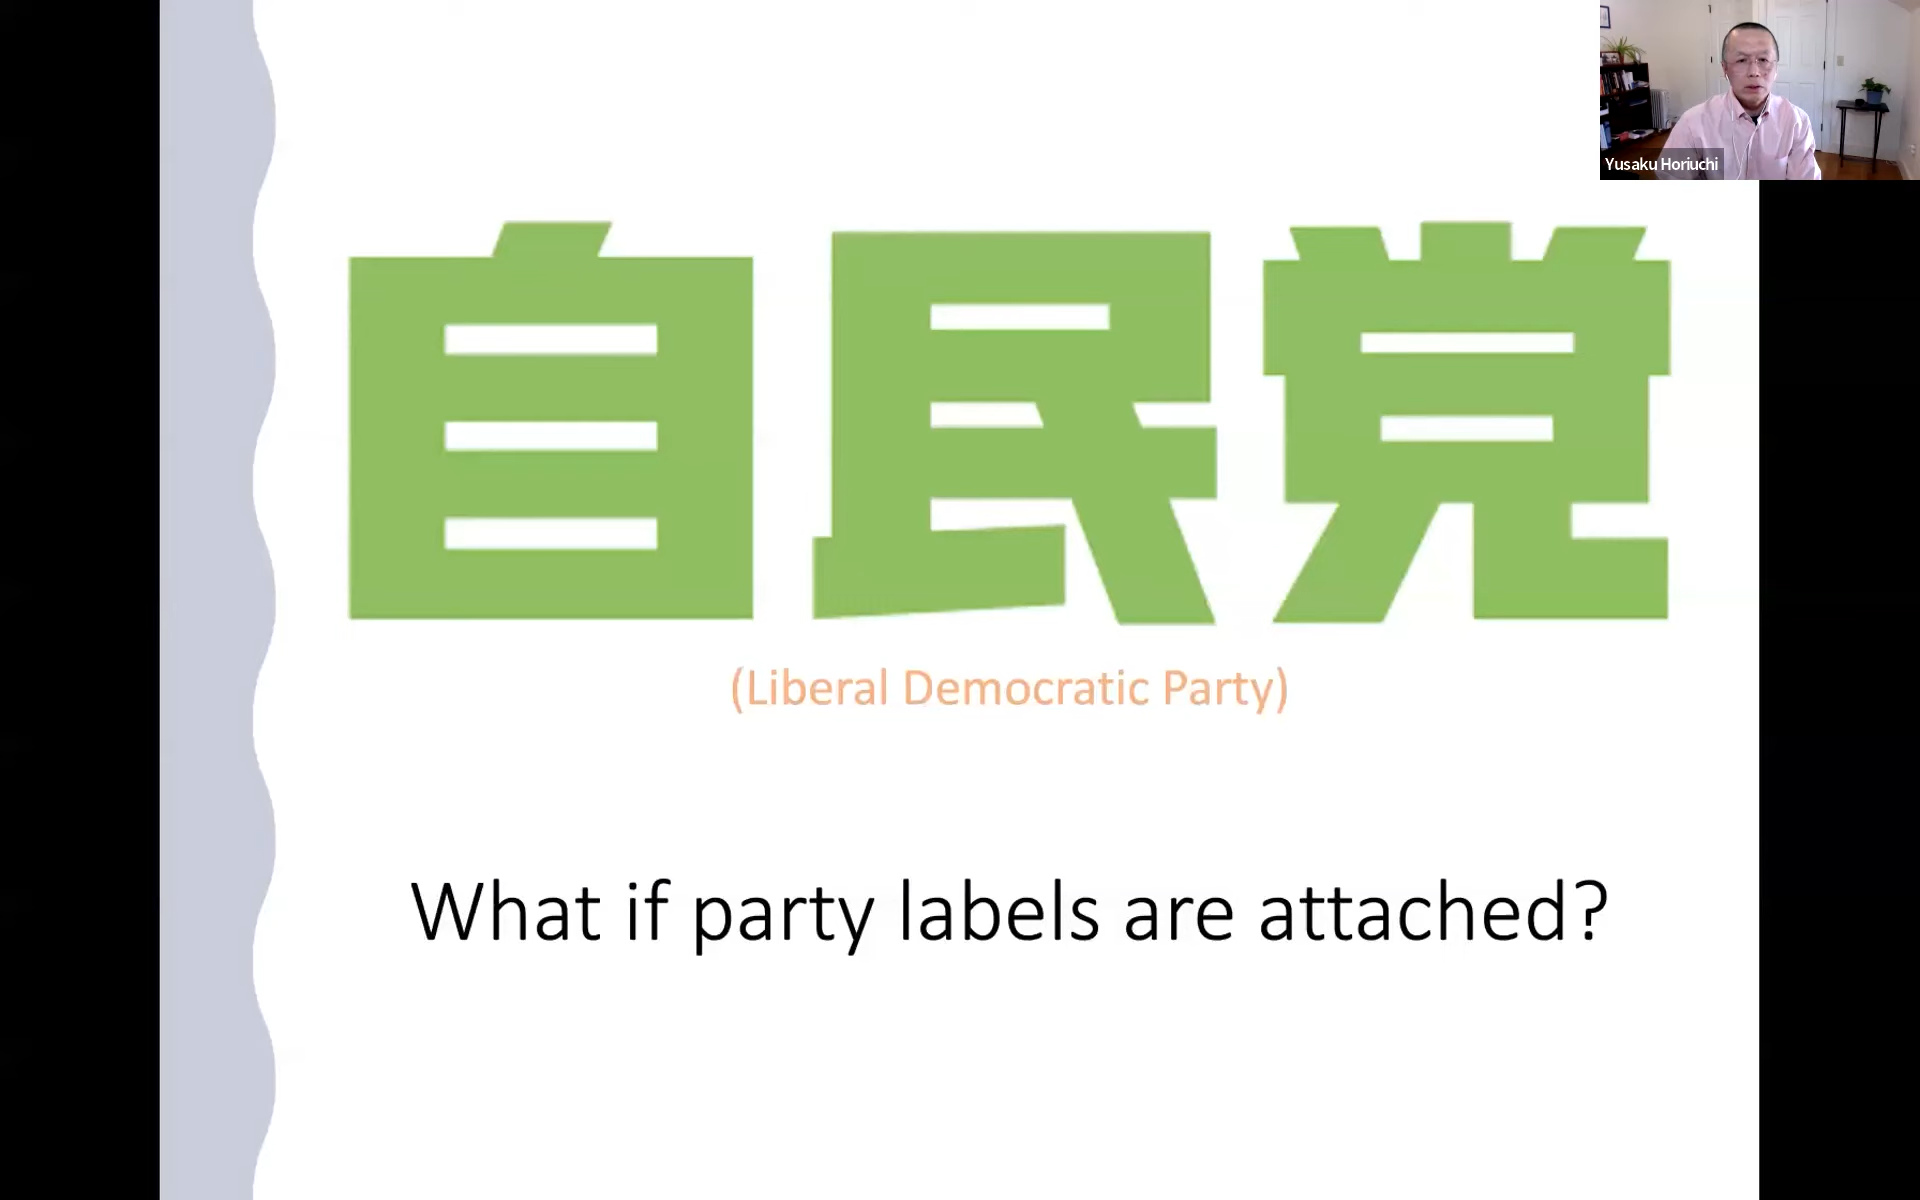 Yusaku Horiuchi
自民党
(Liberal Democratic Party)
What if party labels are attached?